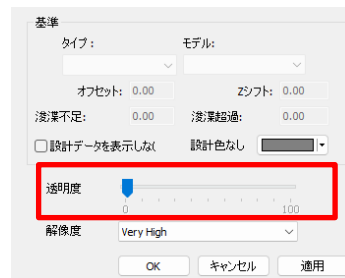 基準
タイプ： モデル:
オフセット: 0.00 Zシフト: 0.00
浚渫不足: 0.00 浚渫超過: 0.00
設計データを表示しな( 設計色なし
透明度
0 100
解像度 Very High
OK キャンセル 適用